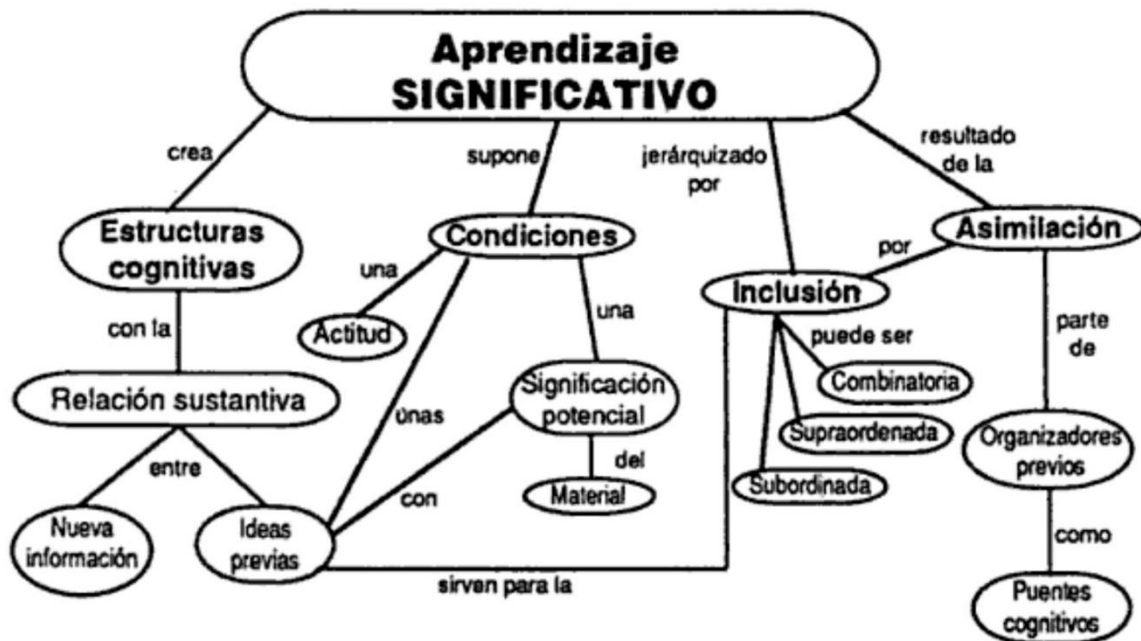 Aprendizaje
SIGNIFICATIVO
crea
supone
jerárquizado
por
resultado
de la
Estructuras
cognitivas
Condiciones
Asimilación
por
una
Inclusión
una
con la
Actitud
puede ser
parte
de
Relación sustantiva
Significación
potencial
Combinatoria
únas
Supraordenada
Organizadores
previos
entre
con
del
Material
Subordinada
Nueva
información
Ideas
previas
como
sirven para la
Puentes
cognitivos